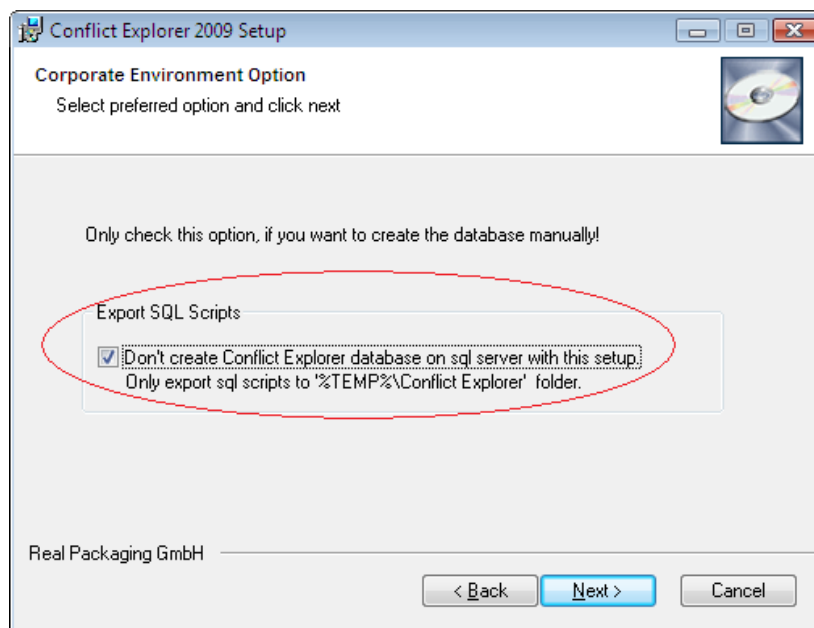 Conflict Explorer 2009 Setup
Corporate Environment Option
Select preferred option and click next
Only check this option, if you want to create the database manually!
Export SQL Scripts
Don't create Conflict Explorer database on sql server with this setup.
Only export sql scripts to '%TEMP%\Conflict Explorer' folder.
Real Packaging GmbH
< Back
Next >
Cancel